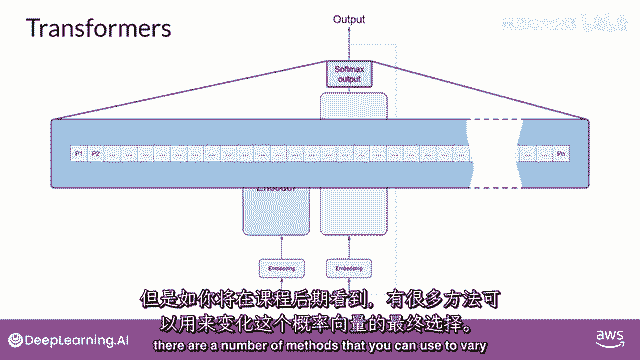 Transformers
Output
Softmax
output
P1 P2 Pn
Encoder
Embedding Embedding
但是如你将在课程后期看到，有很多方法可
以用来变化这个概率向量的最终选择。
there are a number of methods that you can use to vary
DeepLearning.AI
aws